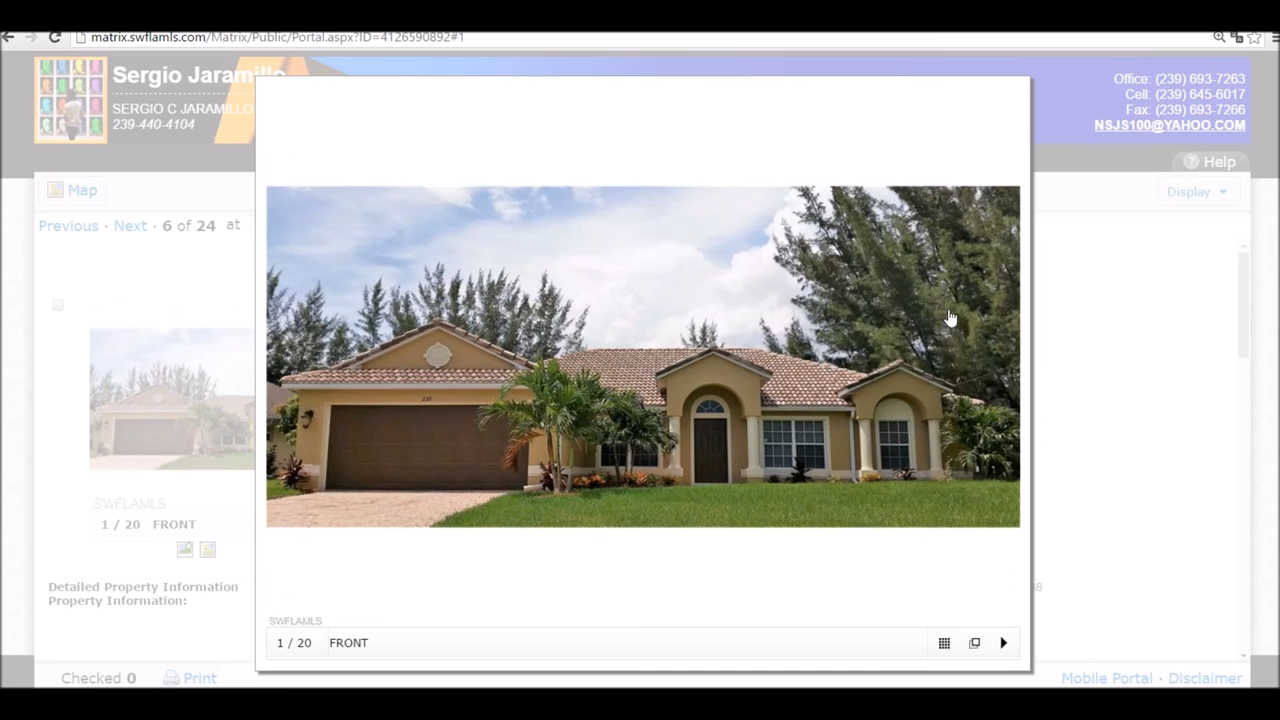 matrix.swflamls.com/Matrix/Public/Portal.aspx?ID=4126590892#1
Sergio Jaramillo
SERGIO C JARAMILLO
239-440-4104
Office: (239) 693-7263
Cell: (239) 645-6017
Fax: (239) 693-7266
NSJS100@YAHOO.COM
? Help
Map
Display
Previous · Next · 6 of 24 at
SWFLAMLS
1 / 20 FRONT
Detailed Property Information
Property Information:
SWFLAMLS
1 / 20 FRONT
Checked 0 Print
Mobile Portal · Disclaimer